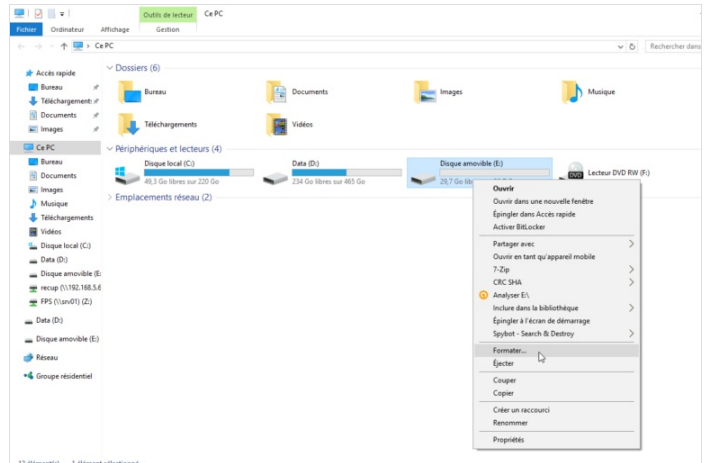 Outils de lecteur
Ce PC
Fichier
Ordinateur
Affichage
Gestion
Ce PC
Rechercher dans
Accès rapide
Bureau
Téléchargement:
Documents
Images
Ce PC
Bureau
Documents
Images
Musique
Téléchargements
Vidéos
Disque local (C:)
Data (D:)
Disque amovible (E:
recup (\\192.168.5.6
FPS (\\srv01) (Z:)
Data (D:)
Disque amovible (E:)
Réseau
Groupe résidentiel
Dossiers (6)
Bureau
Documents
Images
Musique
Téléchargements
Vidéos
Périphériques et lecteurs (4)
Disque local (C:)
49,3 Go libres sur 220 Go
Data (D:)
234 Go libres sur 465 Go
Disque amovible (E:)
29,7 Go
DVD
Lecteur DVD RW (F:)
Emplacements réseau (2)
Ouvrir
Ouvrir dans une nouvelle fenêtre
Épingler dans Accès rapide
Activer BitLocker
Partager avec
Ouvrir en tant qu'appareil mobile
7-Zip
CRC SHA
Analyser E:\
Inclure dans la bibliothèque
Épingler à l'écran de démarrage
Spybot - Search & Destroy
Formater...
Éjecter
Couper
Copier
Créer un raccourci
Renommer
Propriétés